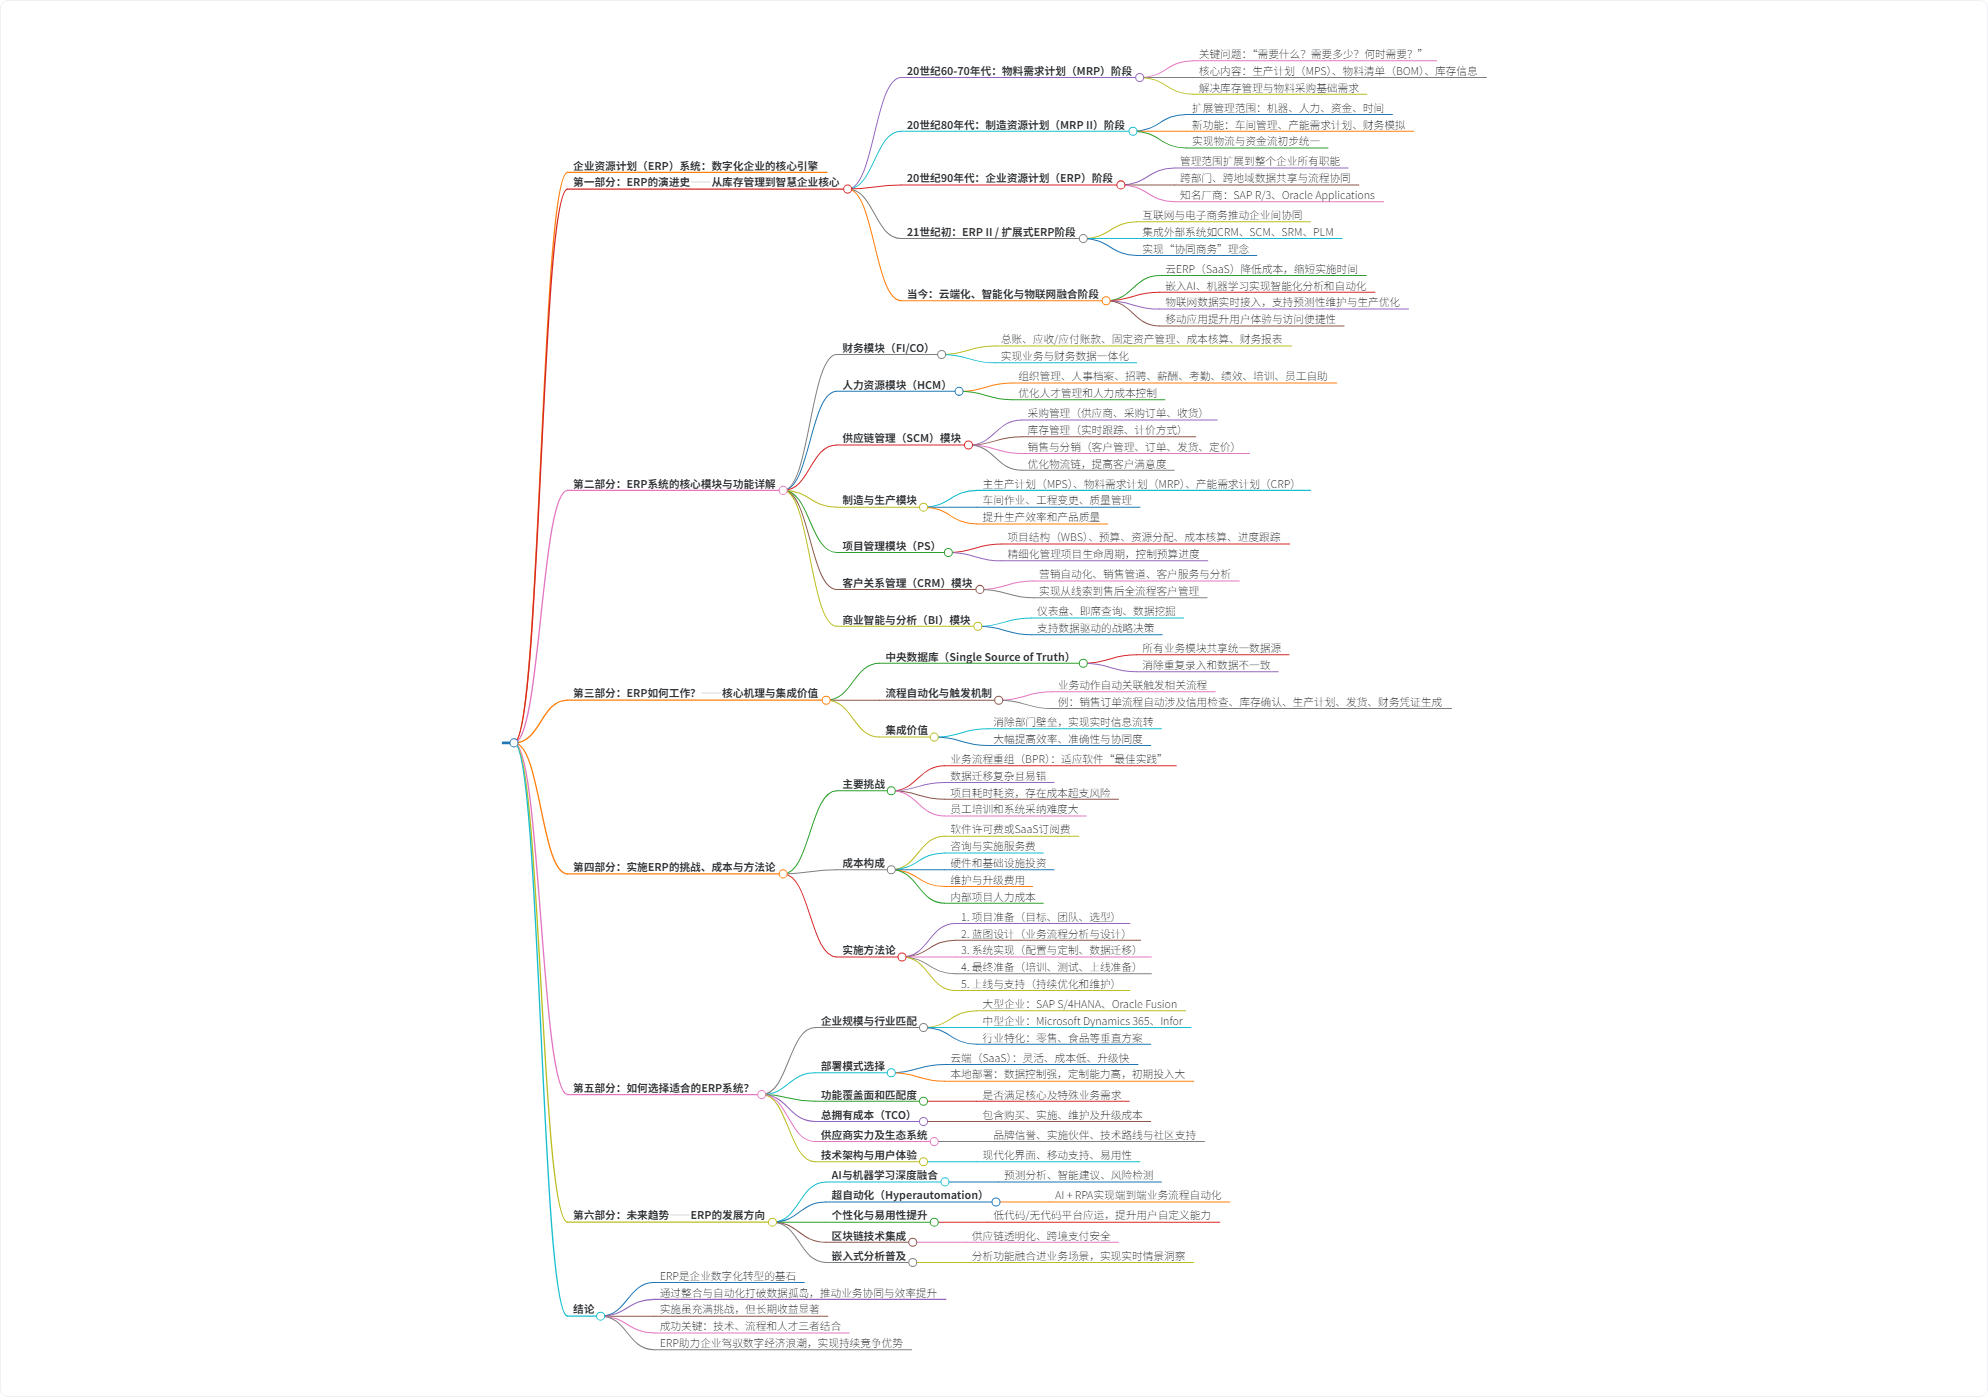 企业资源计划（ERP）系统：数字化企业的核心引擎
第一部分：ERP的演进史——从库存管理到智慧企业核心
20世纪60-70年代：物料需求计划（MRP）阶段
关键问题：“需要什么？需要多少？何时需要？”
核心内容：生产计划（MPS）、物料清单（BOM）、库存信息
解决库存管理与物料采购基础需求
20世纪80年代：制造资源计划（MRP II）阶段
扩展管理范围：机器、人力、资金、时间
新功能：车间管理、产能需求计划、财务模拟
实现物流与资金流初步统一
20世纪90年代：企业资源计划（ERP）阶段
管理范围扩展到整个企业所有职能
跨部门、跨地域数据共享与流程协同
知名厂商：SAP R/3、Oracle Applications
21世纪初：ERP II / 扩展式ERP阶段
互联网与电子商务推动企业间协同
集成外部系统如CRM、SCM、SRM、PLM
实现“协同商务”理念
当今：云端化、智能化与物联网融合阶段
云ERP（SaaS）降低成本，缩短实施时间
嵌入AI、机器学习实现智能化分析和自动化
物联网数据实时接入，支持预测性维护与生产优化
移动应用提升用户体验与访问便捷性
第二部分：ERP系统的核心模块与功能详解
财务模块（FI/CO）
总账、应收/应付账款、固定资产管理、成本核算、财务报表
实现业务与财务数据一体化
人力资源模块（HCM）
组织管理、人事档案、招聘、薪酬、考勤、绩效、培训、员工自助
优化人才管理和人力成本控制
供应链管理（SCM）模块
采购管理（供应商、采购订单、收货）
库存管理（实时跟踪、计价方式）
销售与分销（客户管理、订单、发货、定价）
优化物流链，提高客户满意度
制造与生产模块
主生产计划（MPS）、物料需求计划（MRP）、产能需求计划（CRP）
车间作业、工程变更、质量管理
提升生产效率和产品质量
项目管理模块（PS）
项目结构（WBS）、预算、资源分配、成本核算、进度跟踪
精细化管理项目生命周期，控制预算进度
客户关系管理（CRM）模块
营销自动化、销售管道、客户服务与分析
实现从线索到售后全流程客户管理
商业智能与分析（BI）模块
仪表盘、即席查询、数据挖掘
支持数据驱动的战略决策
第三部分：ERP如何工作？——核心机理与集成价值
中央数据库（Single Source of Truth）
所有业务模块共享统一数据源
消除重复录入和数据不一致
流程自动化与触发机制
业务动作自动关联触发相关流程
例：销售订单流程自动涉及信用检查、库存确认、生产计划、发货、财务凭证生成
集成价值
消除部门壁垒，实现实时信息流转
大幅提高效率、准确性与协同度
第四部分：实施ERP的挑战、成本与方法论
主要挑战
业务流程重组（BPR）：适应软件“最佳实践”
数据迁移复杂且易错
项目耗时耗资，存在成本超支风险
员工培训和系统采纳难度大
成本构成
软件许可费或SaaS订阅费
咨询与实施服务费
硬件和基础设施投资
维护与升级费用
内部项目人力成本
实施方法论
1. 项目准备（目标、团队、选型）
2. 蓝图设计（业务流程分析与设计）
3. 系统实现（配置与定制、数据迁移）
4. 最终准备（培训、测试、上线准备）
5. 上线与支持（持续优化和维护）
第五部分：如何选择适合的ERP系统？
企业规模与行业匹配
大型企业：SAP S/4HANA、Oracle Fusion
中型企业：Microsoft Dynamics 365、Infor
行业特化：零售、食品等垂直方案
部署模式选择
云端（SaaS）：灵活、成本低、升级快
本地部署：数据控制强，定制能力高，初期投入大
功能覆盖面和匹配度
是否满足核心及特殊业务需求
总拥有成本（TCO）
包含购买、实施、维护及升级成本
供应商实力及生态系统
品牌信誉、实施伙伴、技术路线与社区支持
技术架构与用户体验
现代化界面、移动支持、易用性
第六部分：未来趋势——ERP的发展方向
AI与机器学习深度融合
预测分析、智能建议、风险检测
超自动化（Hyperautomation）
AI + RPA实现端到端业务流程自动化
个性化与易用性提升
低代码/无代码平台应运，提升用户自定义能力
区块链技术集成
供应链透明化、跨境支付安全
嵌入式分析普及
分析功能融合进业务场景，实现实时情景洞察
结论
ERP是企业数字化转型的基石
通过整合与自动化打破数据孤岛，推动业务协同与效率提升
实施虽充满挑战，但长期收益显著
成功关键：技术、流程和人才三者结合
ERP助力企业驾驭数字经济浪潮，实现持续竞争优势